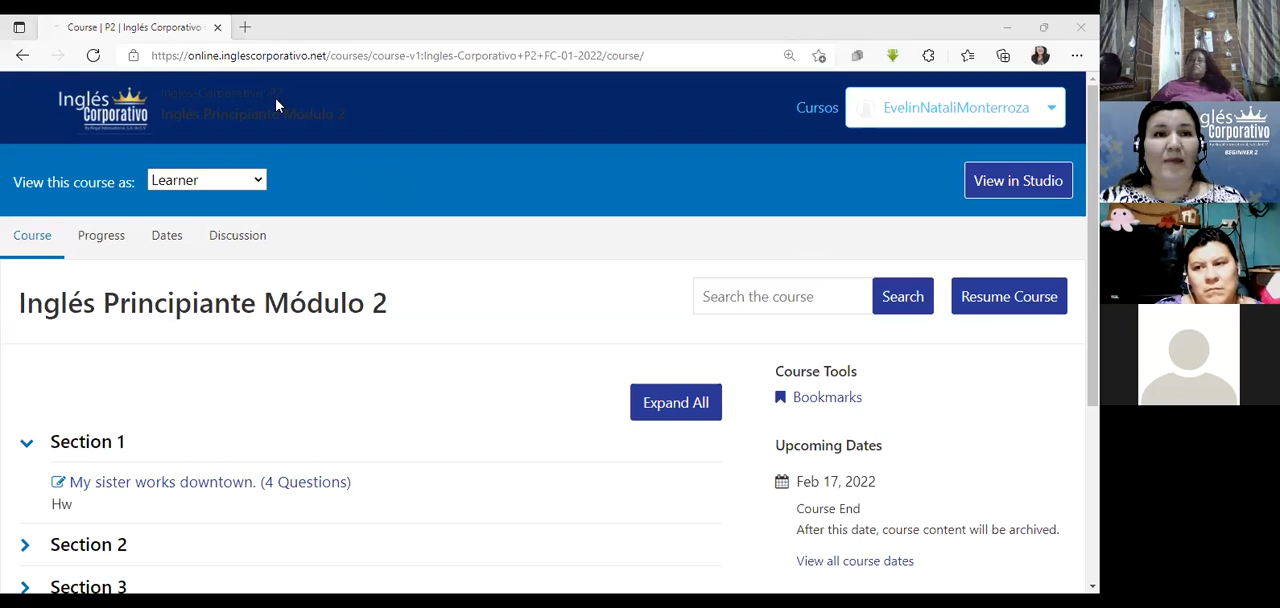 Course | P2 | Inglés Corporativo
https://online.inglescorporativo.net/courses/course-v1:Ingles-Corporativo+P2+FC-01-2022/course/
Inglés
Corporativo
Ingles-Corporativo: P2
Inglés Principiante Módulo 2
Cursos
EvelinNataliMonterroza
View this course as:
Learner
View in Studio
Course
Progress
Dates
Discussion
Inglés Principiante Módulo 2
Search the course
Search
Resume Course
Course Tools
Bookmarks
Expand All
Section 1
Upcoming Dates
My sister works downtown. (4 Questions)
Hw
Feb 17, 2022
Course End
After this date, course content will be archived.
Section 2
View all course dates
Section 3
glés
Corporativo
BEGINNER 2